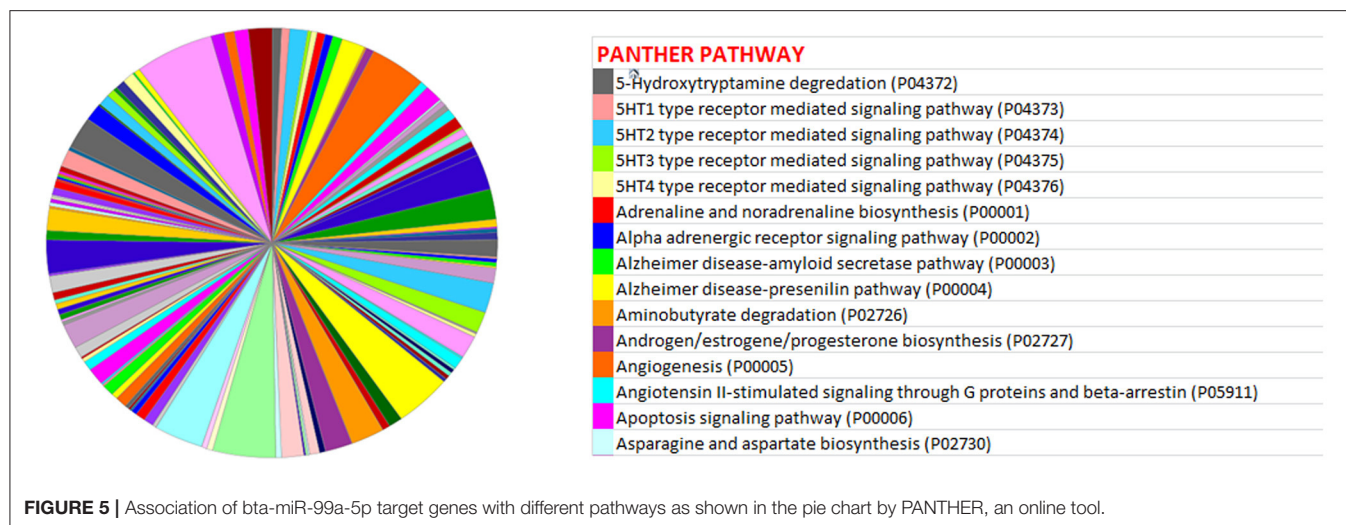 PANTHER PATHWAY
5-Hydroxytryptamine degredation (P04372)
5HT1 type receptor mediated signaling pathway (P04373)
5HT2 type receptor mediated signaling pathway (P04374)
5HT3 type receptor mediated signaling pathway (P04375)
5HT4 type receptor mediated signaling pathway (P04376)
Adrenaline and noradrenaline biosynthesis (P00001)
Alpha adrenergic receptor signaling pathway (P00002)
Alzheimer disease-amyloid secretase pathway (P00003)
Alzheimer disease-presenilin pathway (P00004)
Aminobutyrate degradation (P02726)
Androgen/estrogene/progesterone biosynthesis (P02727)
Angiogenesis (P00005)
Angiotensin II-stimulated signaling through G proteins and beta-arrestin (P05911)
Apoptosis signaling pathway (P00006)
Asparagine and aspartate biosynthesis (P02730)
FIGURE 5 | Association of bta-miR-99a-5p target genes with different pathways as shown in the pie chart by PANTHER, an online tool.